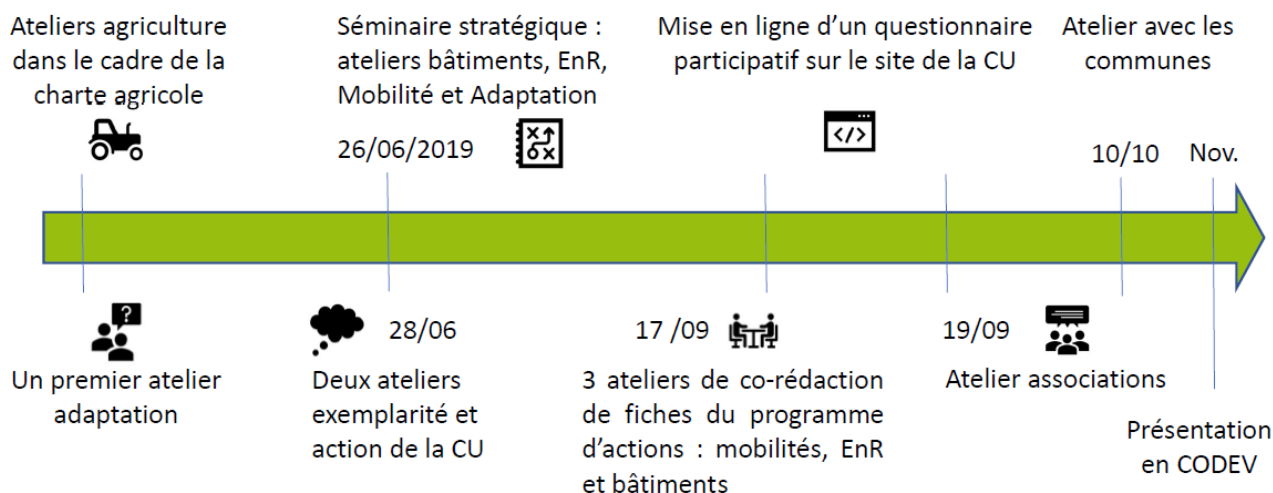 Ateliers agriculture
dans le cadre de la
charte agricole
Séminaire stratégique :
ateliers bâtiments, EnR,
Mobilité et Adaptation
26/06/2019
Mise en ligne d'un questionnaire
participatif sur le site de la CU
</>
Atelier avec les
communes
10/10
Nov.
?
Un premier atelier
adaptation
28/06
Deux ateliers
exemplarité et
action de la CU
17 /09
3 ateliers de co-rédaction
de fiches du programme
d'actions : mobilités, EnR
et bâtiments
19/09
Atelier associations
Présentation
en CODEV